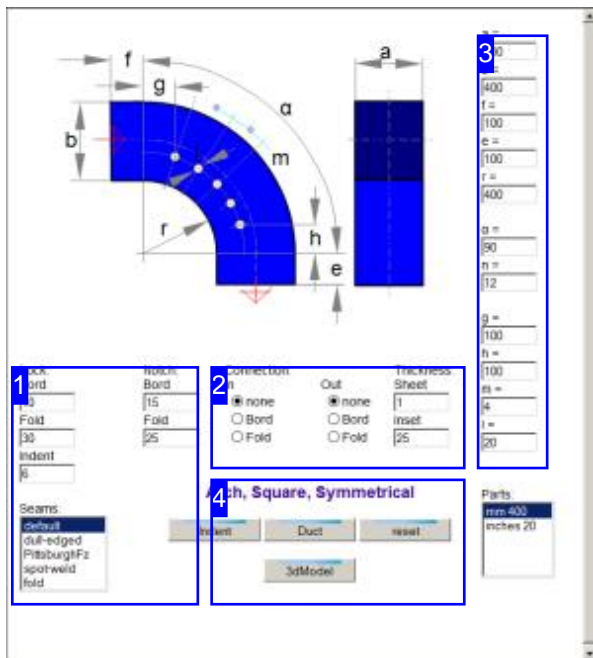 f
a
g
α
b
m
r
h
e
3
400
f =
100
e =
100
r =
400
α =
90
n =
12
g =
100
h =
100
m =
4
l =
20
1
Bord
Bord
15
Fold
Fold
30
25
Indent
6
2
Connection
Thickness
Out
Sheet
none
none
1
Bord
Bord
inset
Fold
Fold
25
4
Arch, Square, Symmetrical
Indent
Duct
reset
3dModel
Seams:
default
dull-edged
PittsburghFz
spot-weld
fold
Parts:
mm 400
inches 20